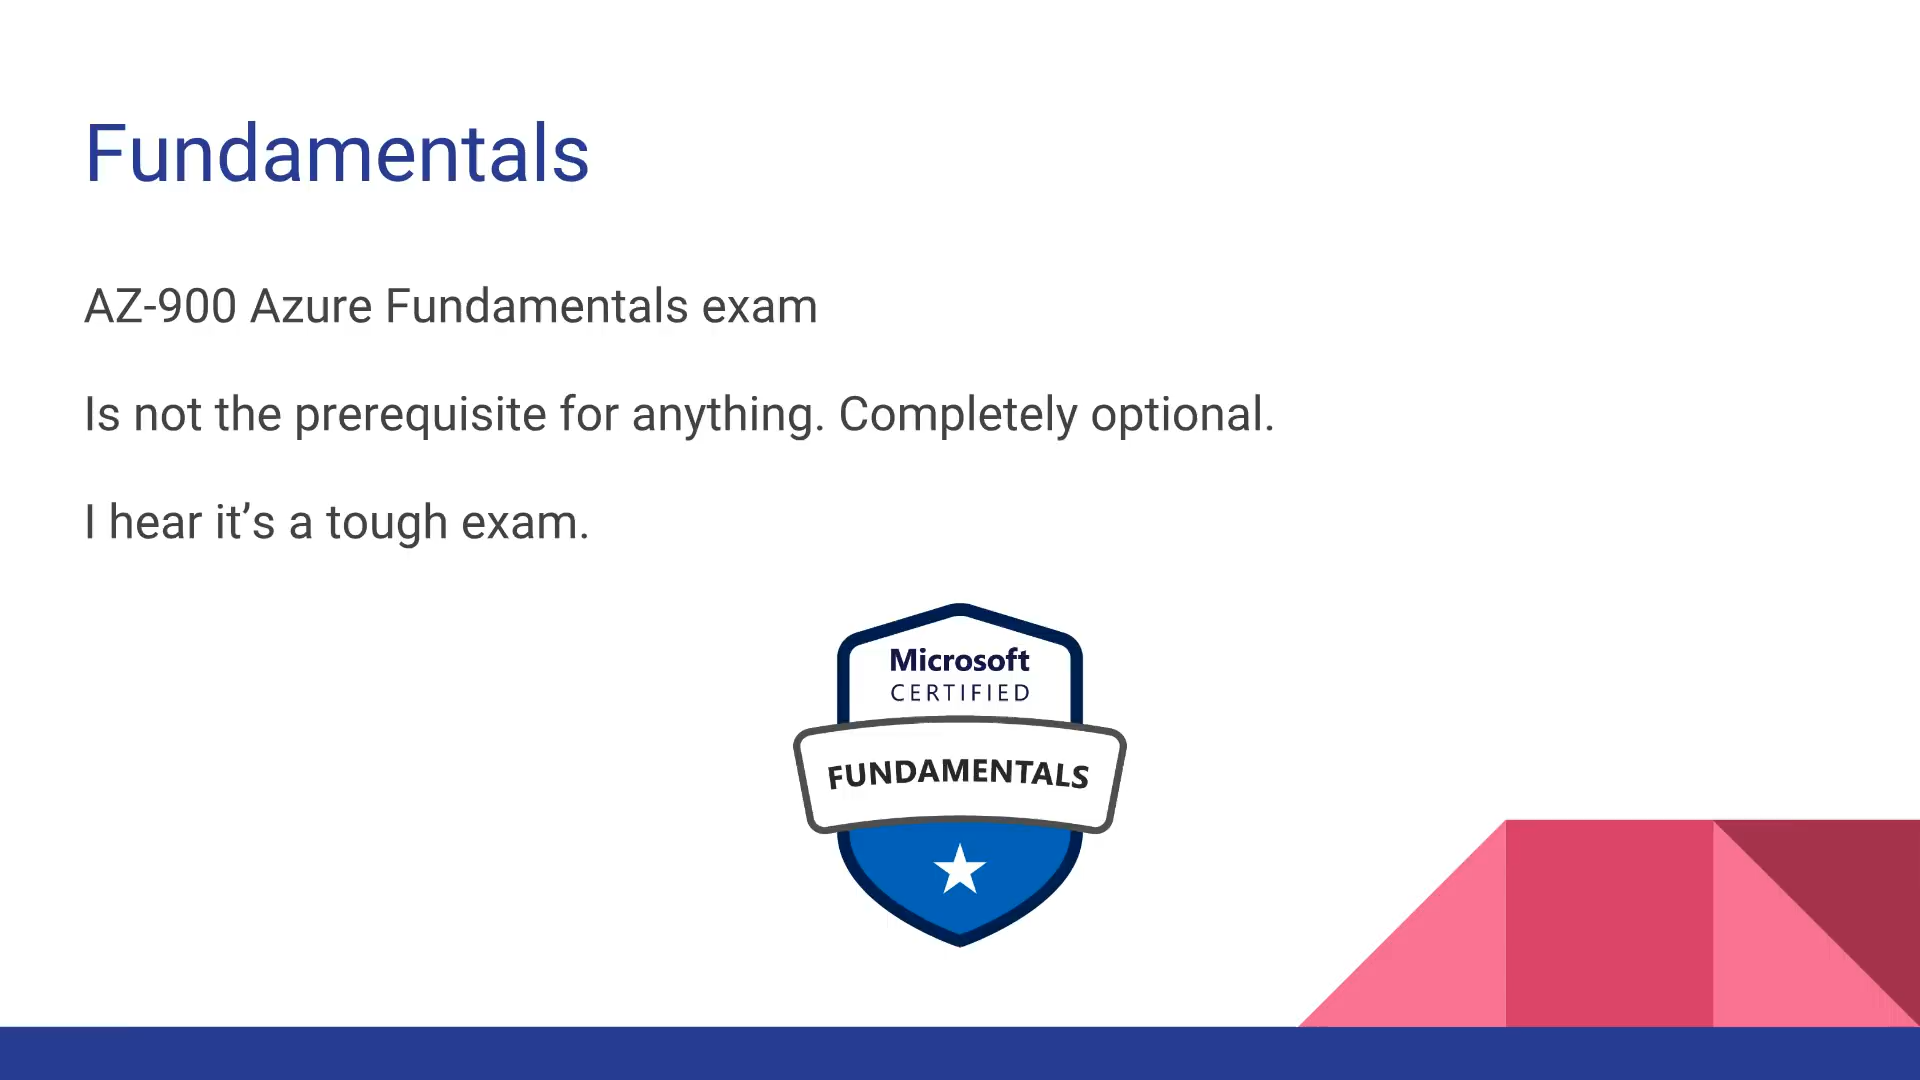 Fundamentals
AZ-900 Azure Fundamentals exam
Is not the prerequisite for anything. Completely optional.
I hear it’s a tough exam.
Microsoft
CERTIFIED
FUNDAMENTALS